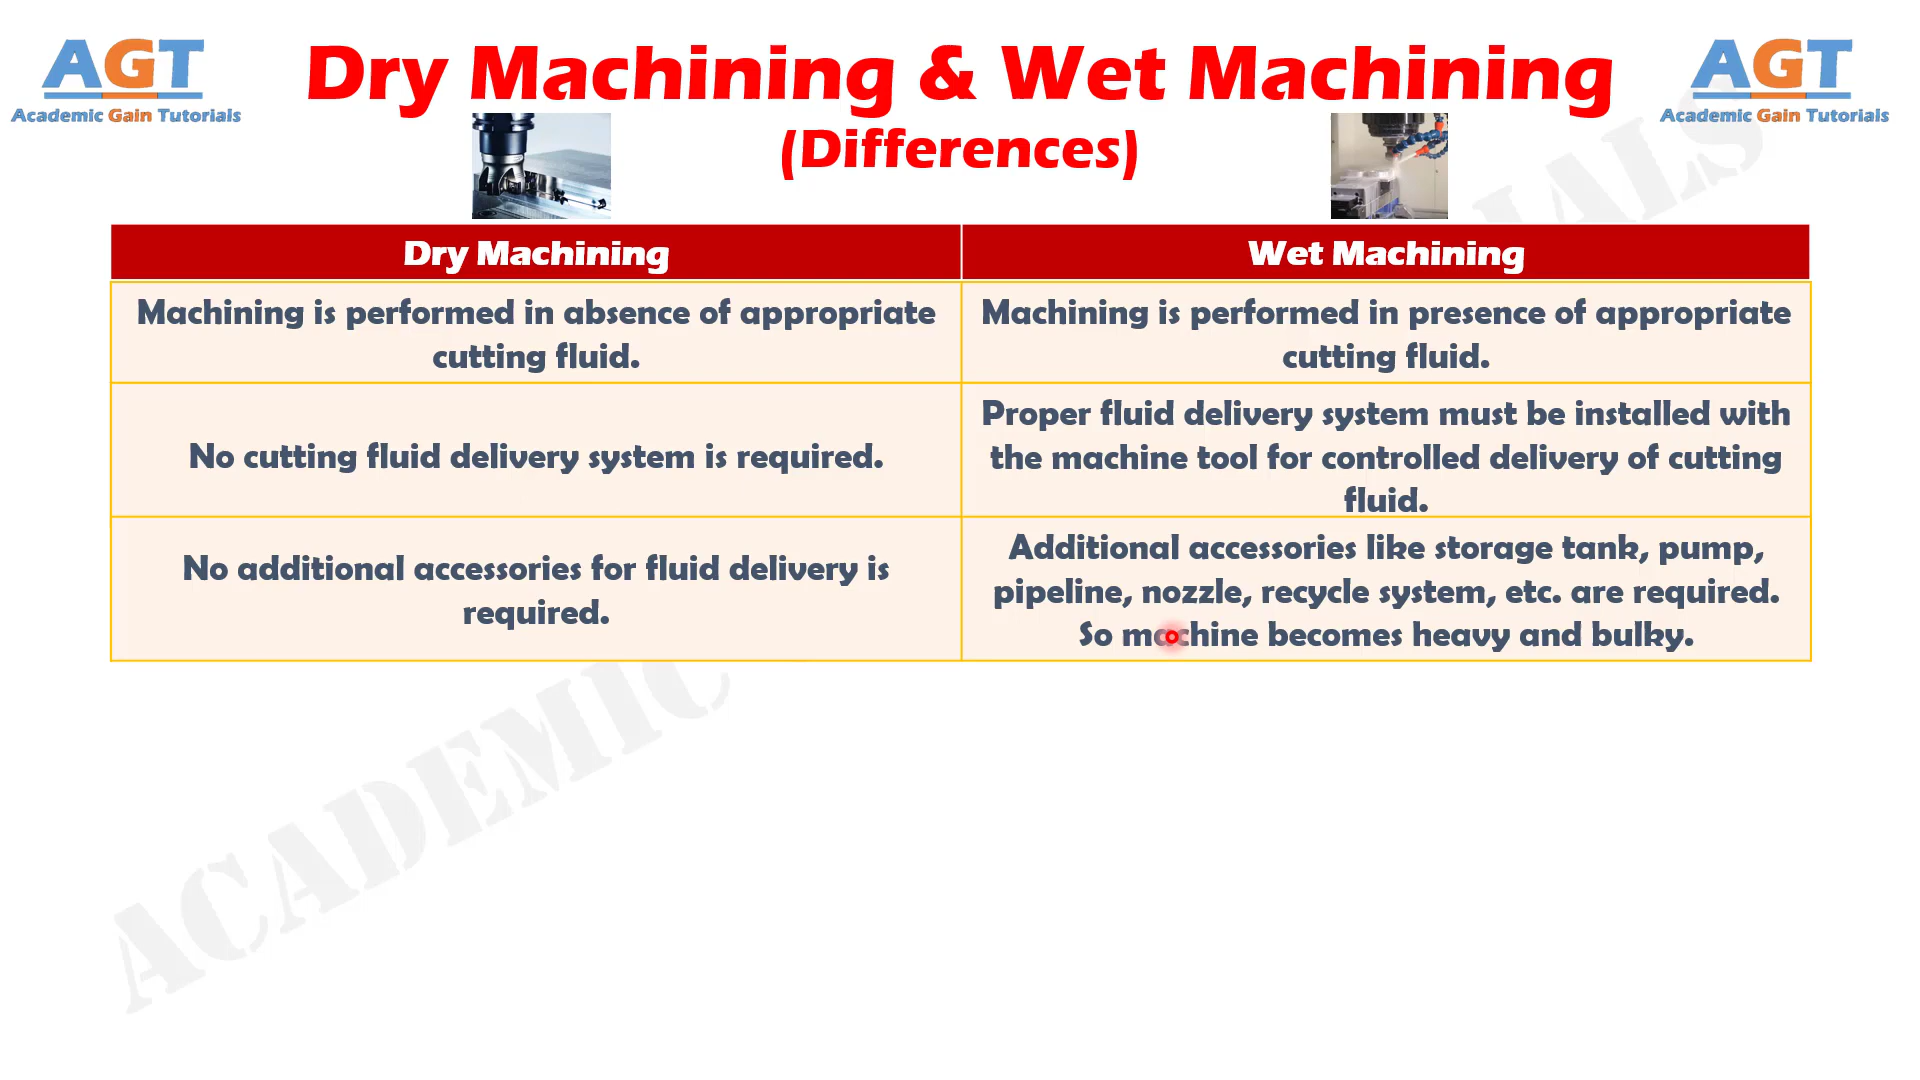 AGT
Academic Gain Tutorials
Dry Machining & Wet Machining
(Differences)
AGT
Academic Gain Tutorials
Dry Machining
Wet Machining
Machining is performed in absence of appropriate
cutting fluid.
Machining is performed in presence of appropriate
cutting fluid.
No cutting fluid delivery system is required.
Proper fluid delivery system must be installed with
the machine tool for controlled delivery of cutting
fluid.
No additional accessories for fluid delivery is
required.
Additional accessories like storage tank, pump,
pipeline, nozzle, recycle system, etc. are required.
So machine becomes heavy and bulky.
ACADEMIC